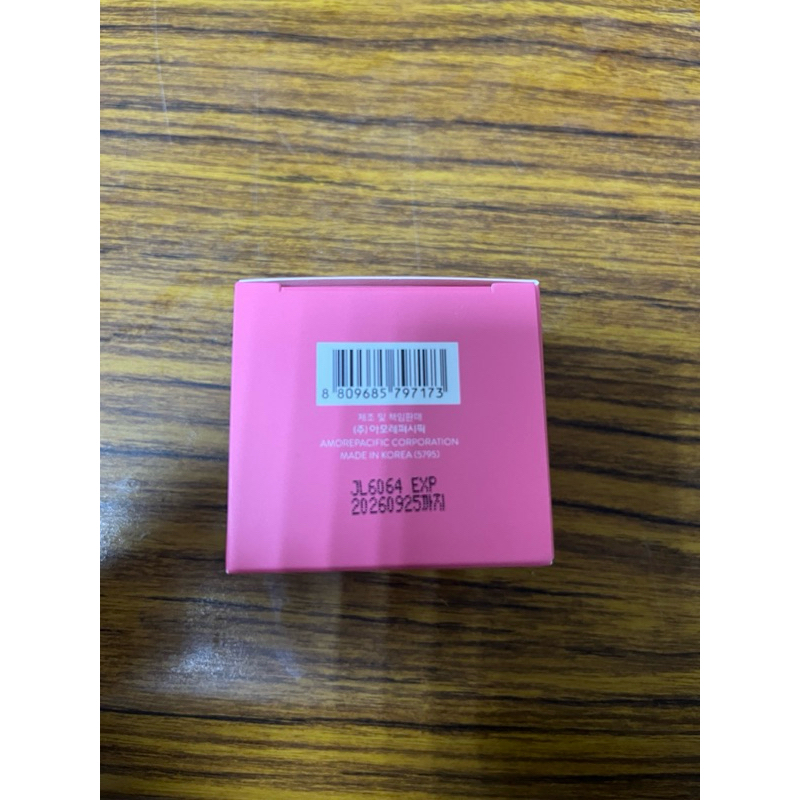 8 809685 797173
제조 및 책임판매
(주)아모레퍼시픽
AMOREPACIFIC CORPORATION
MADE IN KOREA (5795)
JL6064 EXP
20260925까지